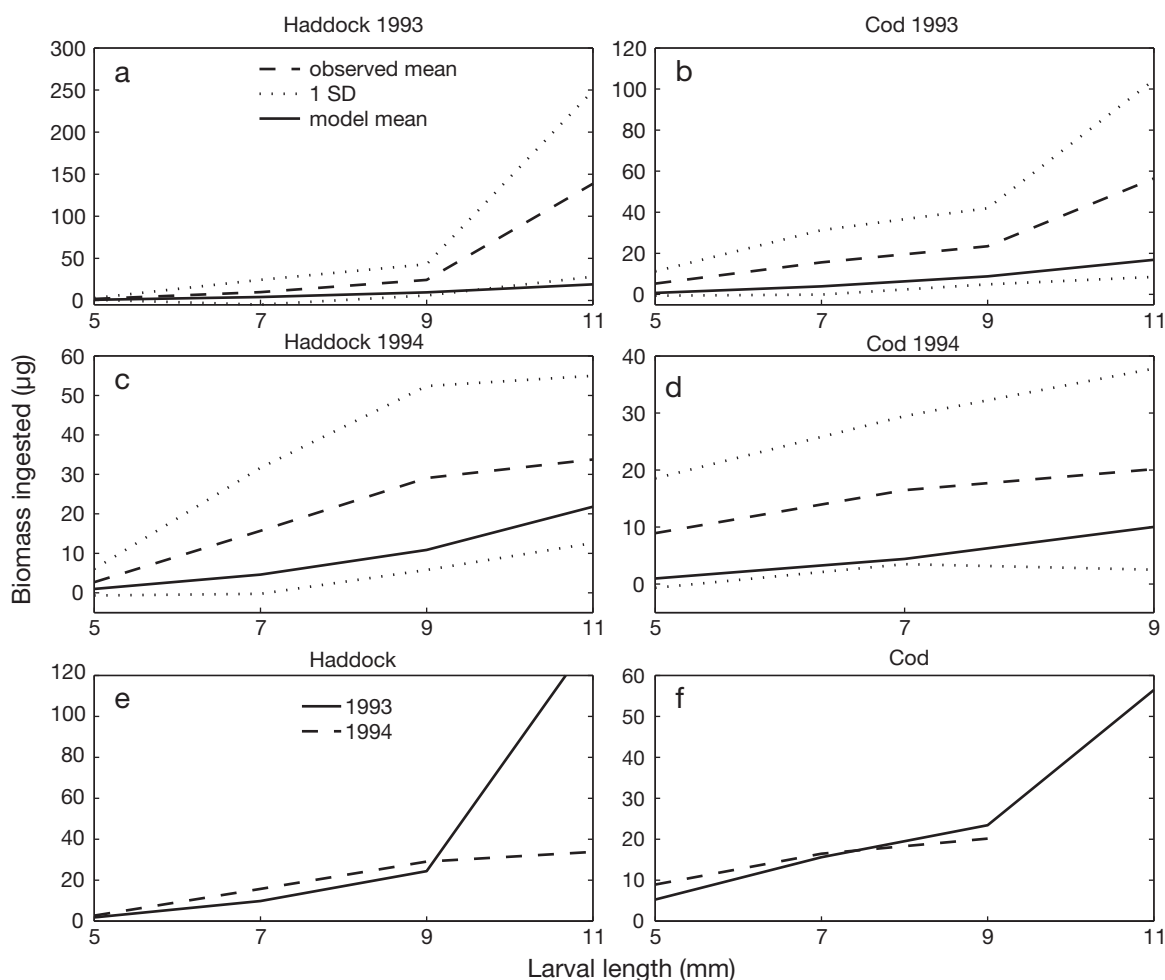 Haddock 1993
a
300
250
200
150
100
50
0
5 7 9 11
observed mean
1 SD
model mean
Cod 1993
b
120
100
80
60
40
20
0
5 7 9 11
Haddock 1994
c
60
50
40
30
20
10
0
5 7 9 11
Cod 1994
d
40
30
20
10
0
5 7 9
Biomass ingested (µg)
Haddock
e
120
100
80
60
40
20
0
5 7 9 11
1993
1994
Cod
f
60
50
40
30
20
10
0
5 7 9 11
Larval length (mm)